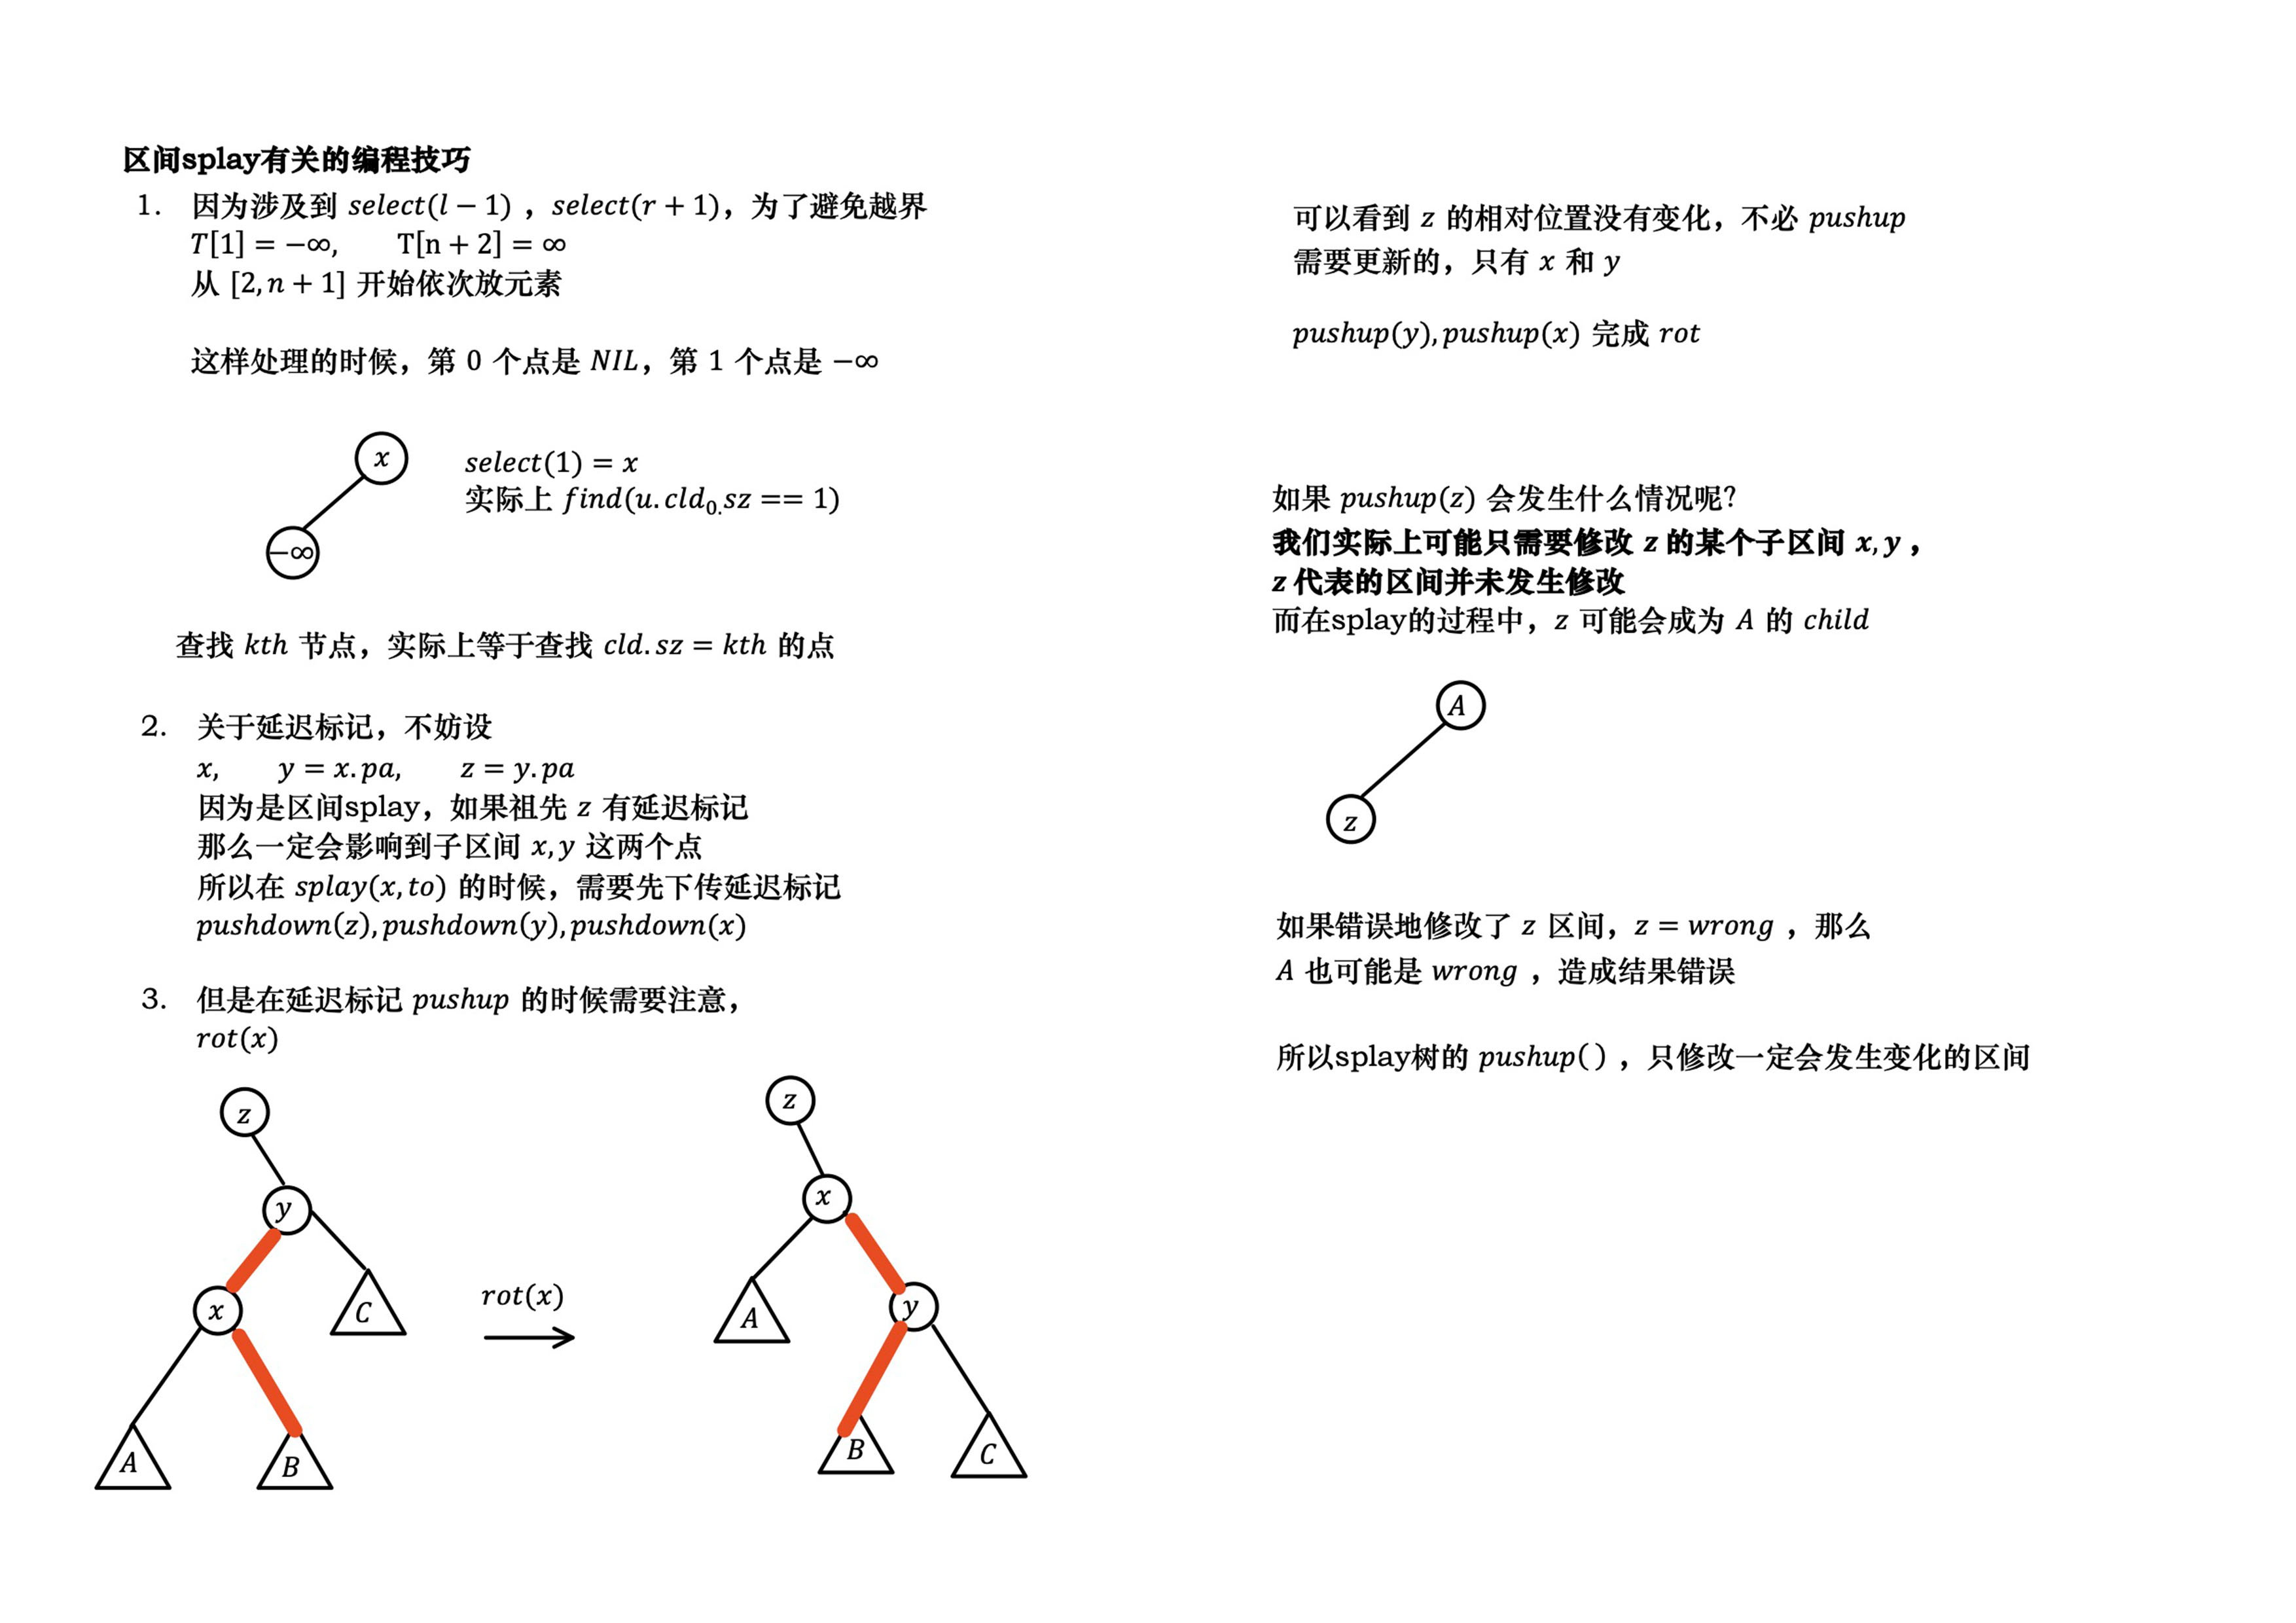 区间splay有关的编程技巧
1. 因为涉及到 select(l − 1) ，select(r + 1)，为了避免越界
T[1] = −∞, T[n + 2] = ∞
从 [2, n + 1] 开始依次放元素
这样处理的时候，第 0 个点是 NIL，第 1 个点是 −∞
x
−∞
select(1) = x
实际上 find(u.cld₀.sz == 1)
查找 kth 节点，实际上等于查找 cld.sz = kth 的点
2. 关于延迟标记，不妨设
x, y = x.pa, z = y.pa
因为是区间splay，如果祖先 z 有延迟标记
那么一定会影响到子区间 x, y 这两个点
所以在 splay(x, to) 的时候，需要先下传延迟标记
pushdown(z), pushdown(y), pushdown(x)
3. 但是在延迟标记 pushup 的时候需要注意，
rot(x)
z
y
x
C
A
B
rot(x)
z
x
A
y
B
C
可以看到 z 的相对位置没有变化，不必 pushup
需要更新的，只有 x 和 y
pushup(y), pushup(x) 完成 rot
如果 pushup(z) 会发生什么情况呢？
我们实际上可能只需要修改 z 的某个子区间 x, y ，
z 代表的区间并未发生修改
而在splay的过程中，z 可能会成为 A 的 child
A
z
如果错误地修改了 z 区间，z = wrong ，那么
A 也可能是 wrong ，造成结果错误
所以splay树的 pushup( ) ，只修改一定会发生变化的区间